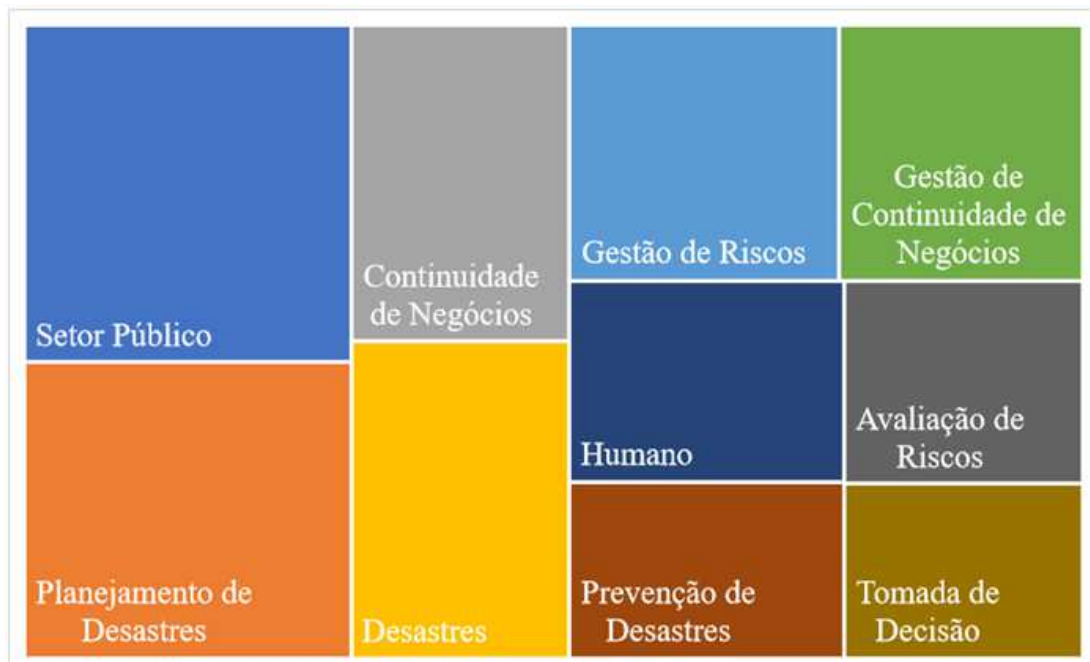 Setor Público
Planejamento de
Desastres
Continuidade
de Negócios
Desastres
Gestão de Riscos
Gestão de
Continuidade de
Negócios
Humano
Avaliação de
Riscos
Prevenção de
Desastres
Tomada de
Decisão